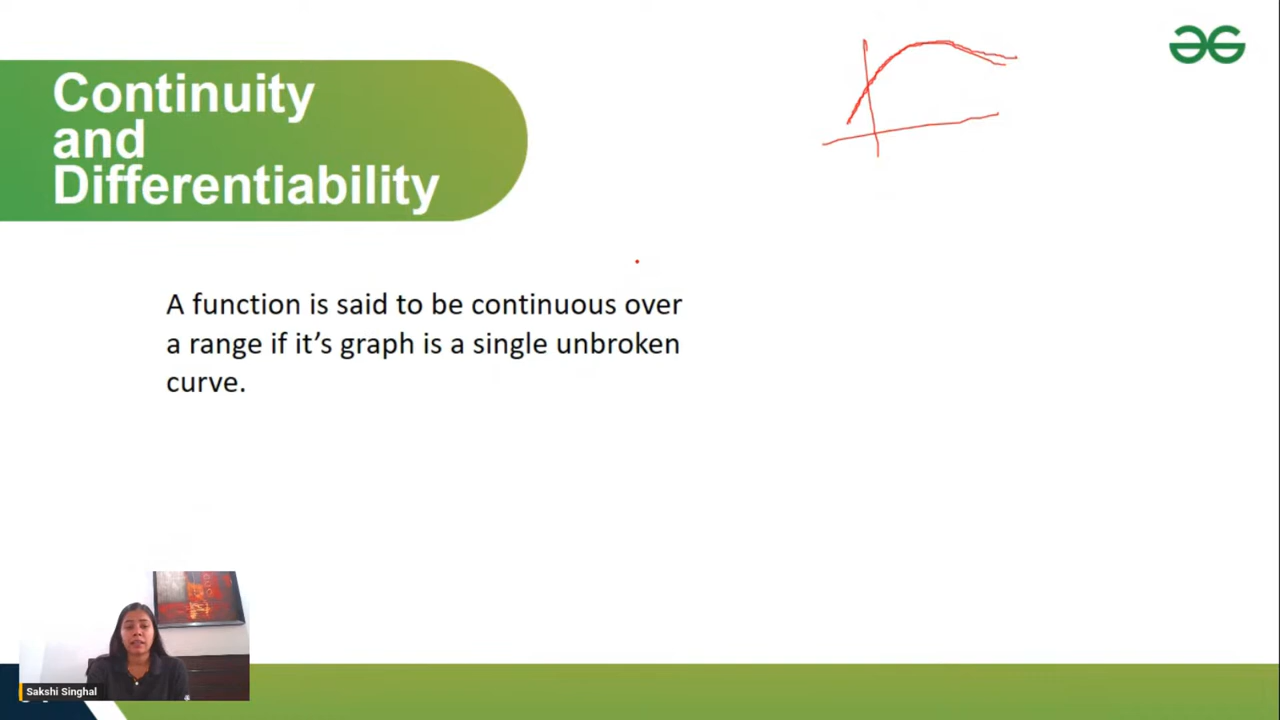 Continuity
and
Differentiability
A function is said to be continuous over
a range if it’s graph is a single unbroken
curve.
Sakshi Singhal